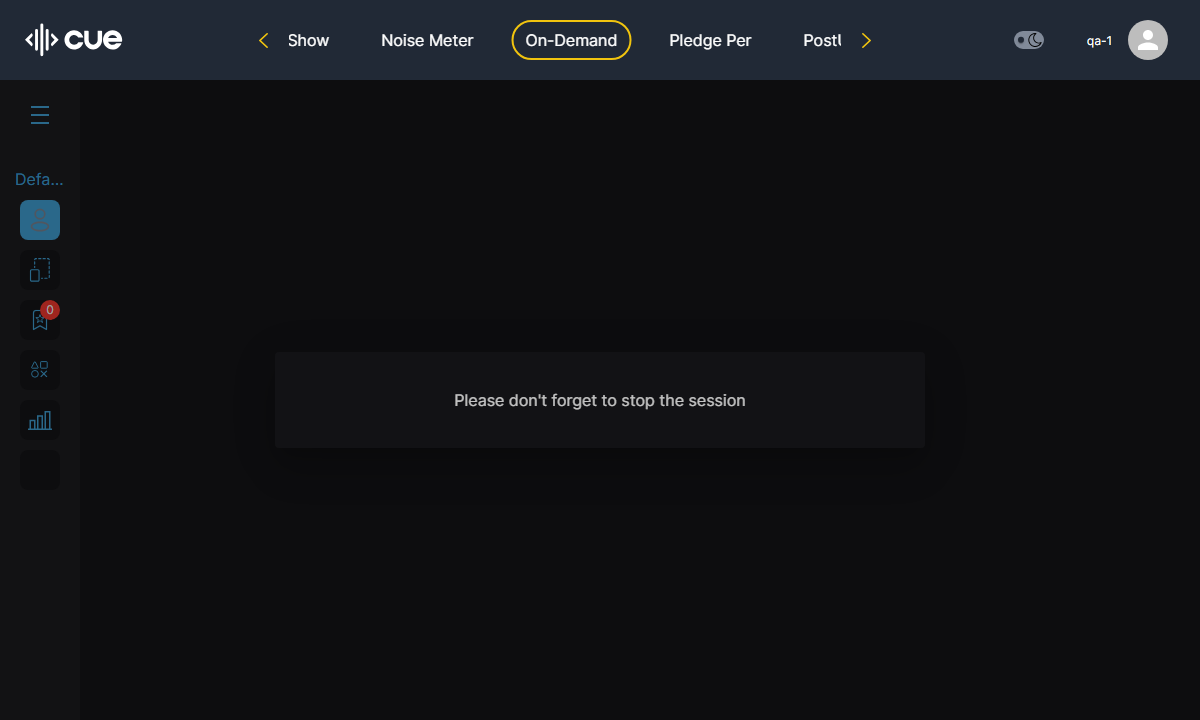 cue
Show
Noise Meter
On-Demand
Pledge Per
Post
qa-1
Defa...
0
Please don't forget to stop the session